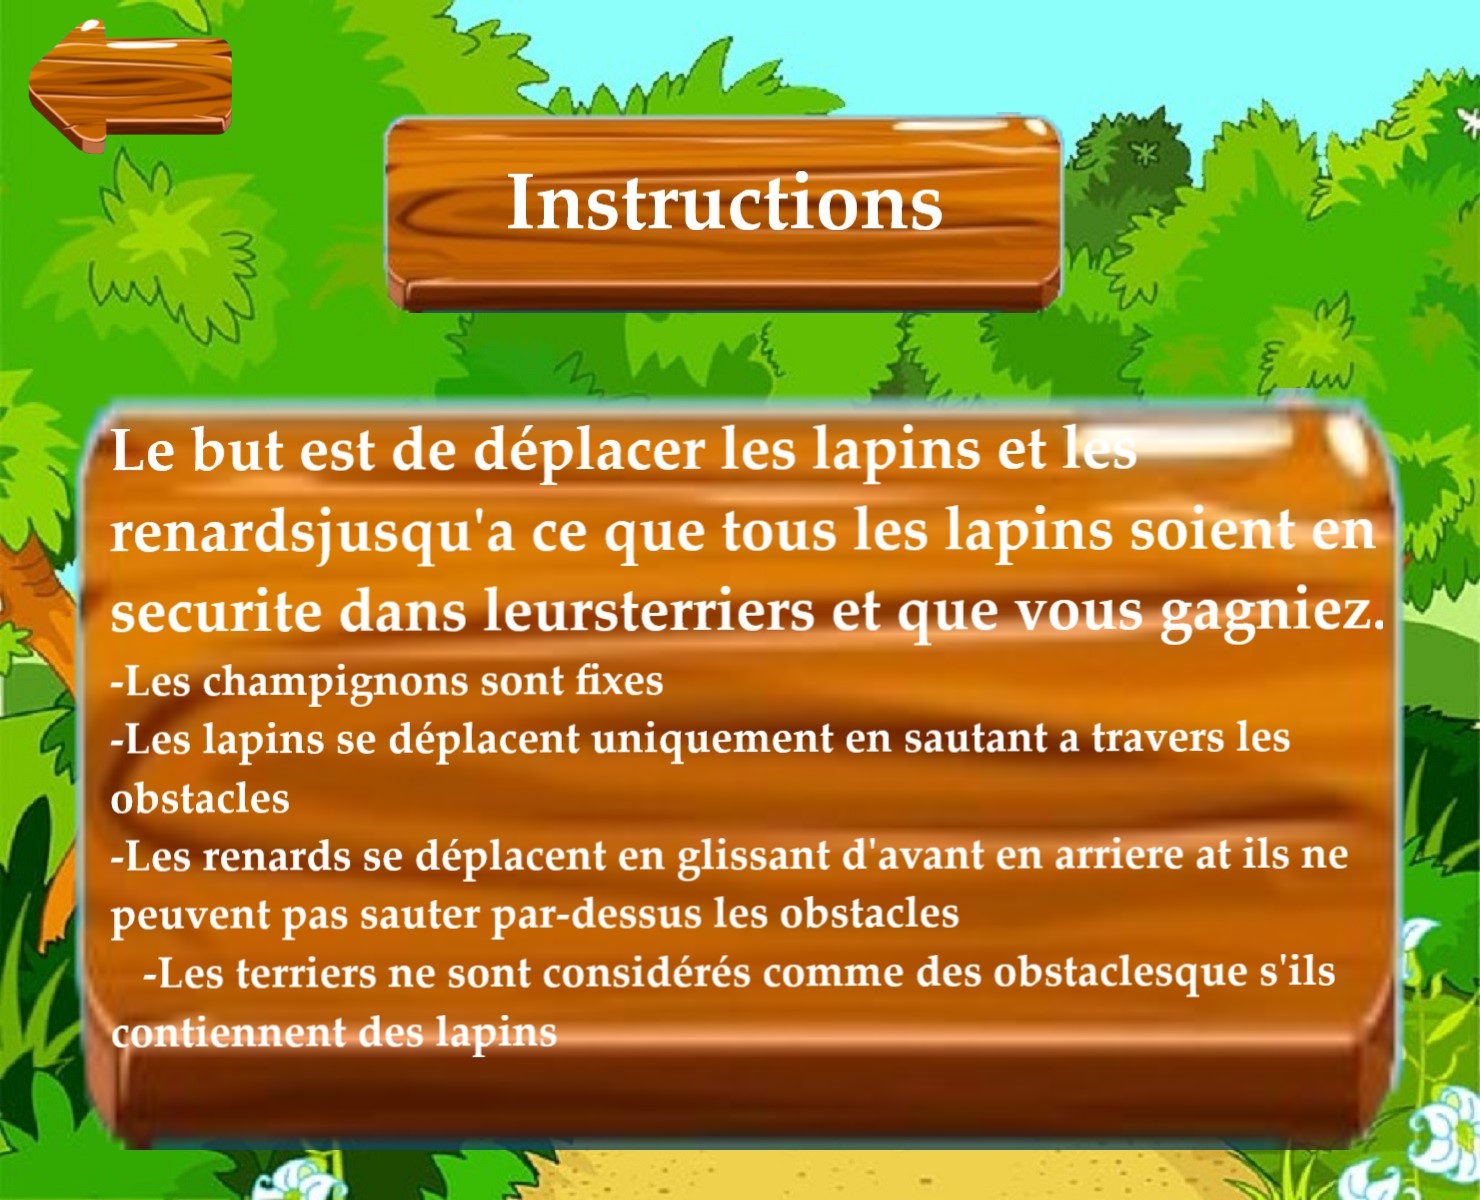 Instructions
Le but est de déplacer les lapins et les
renardsjusqu'a ce que tous les lapins soient en
securite dans leursterriers et que vous gagniez.
-Les champignons sont fixes
-Les lapins se déplacent uniquement en sautant a travers les
obstacles
-Les renards se déplacent en glissant d'avant en arriere at ils ne
peuvent pas sauter par-dessus les obstacles
-Les terriers ne sont considérés comme des obstaclesque s'ils
contiennent des lapins